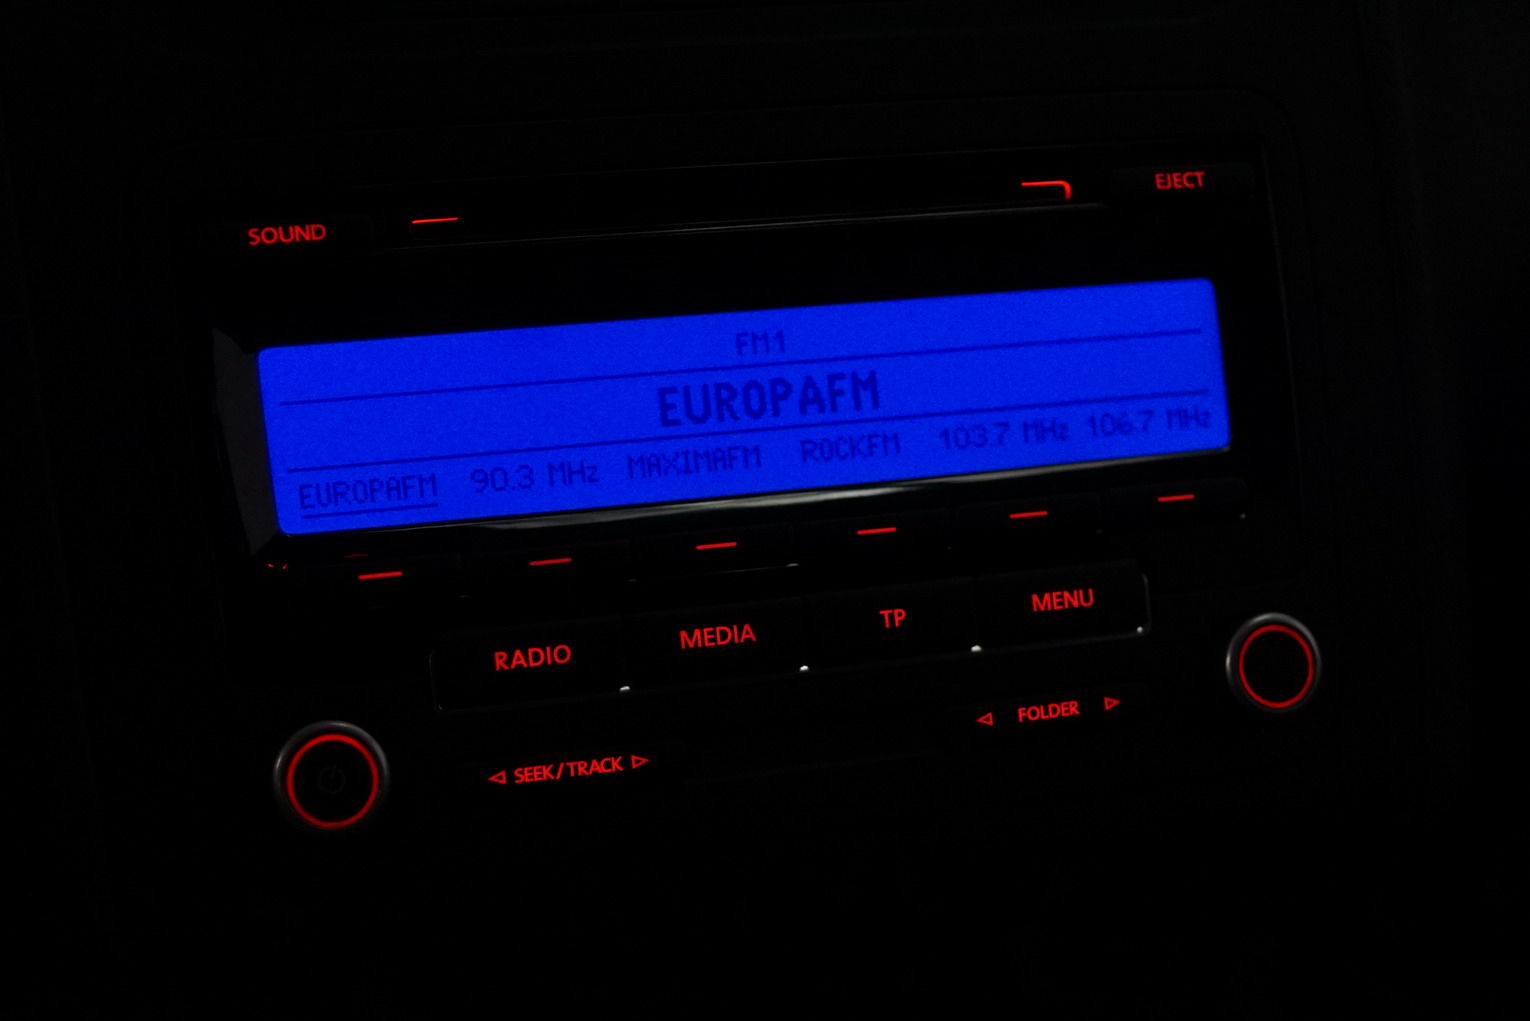 SOUND
EJECT
FM1
EUROPAFM
EUROPAFM 90.3 MHz MAXIMAFM ROCKFM 103.7 MHz 106.7 MHz
RADIO MEDIA TP MENU
SEEK/TRACK
FOLDER